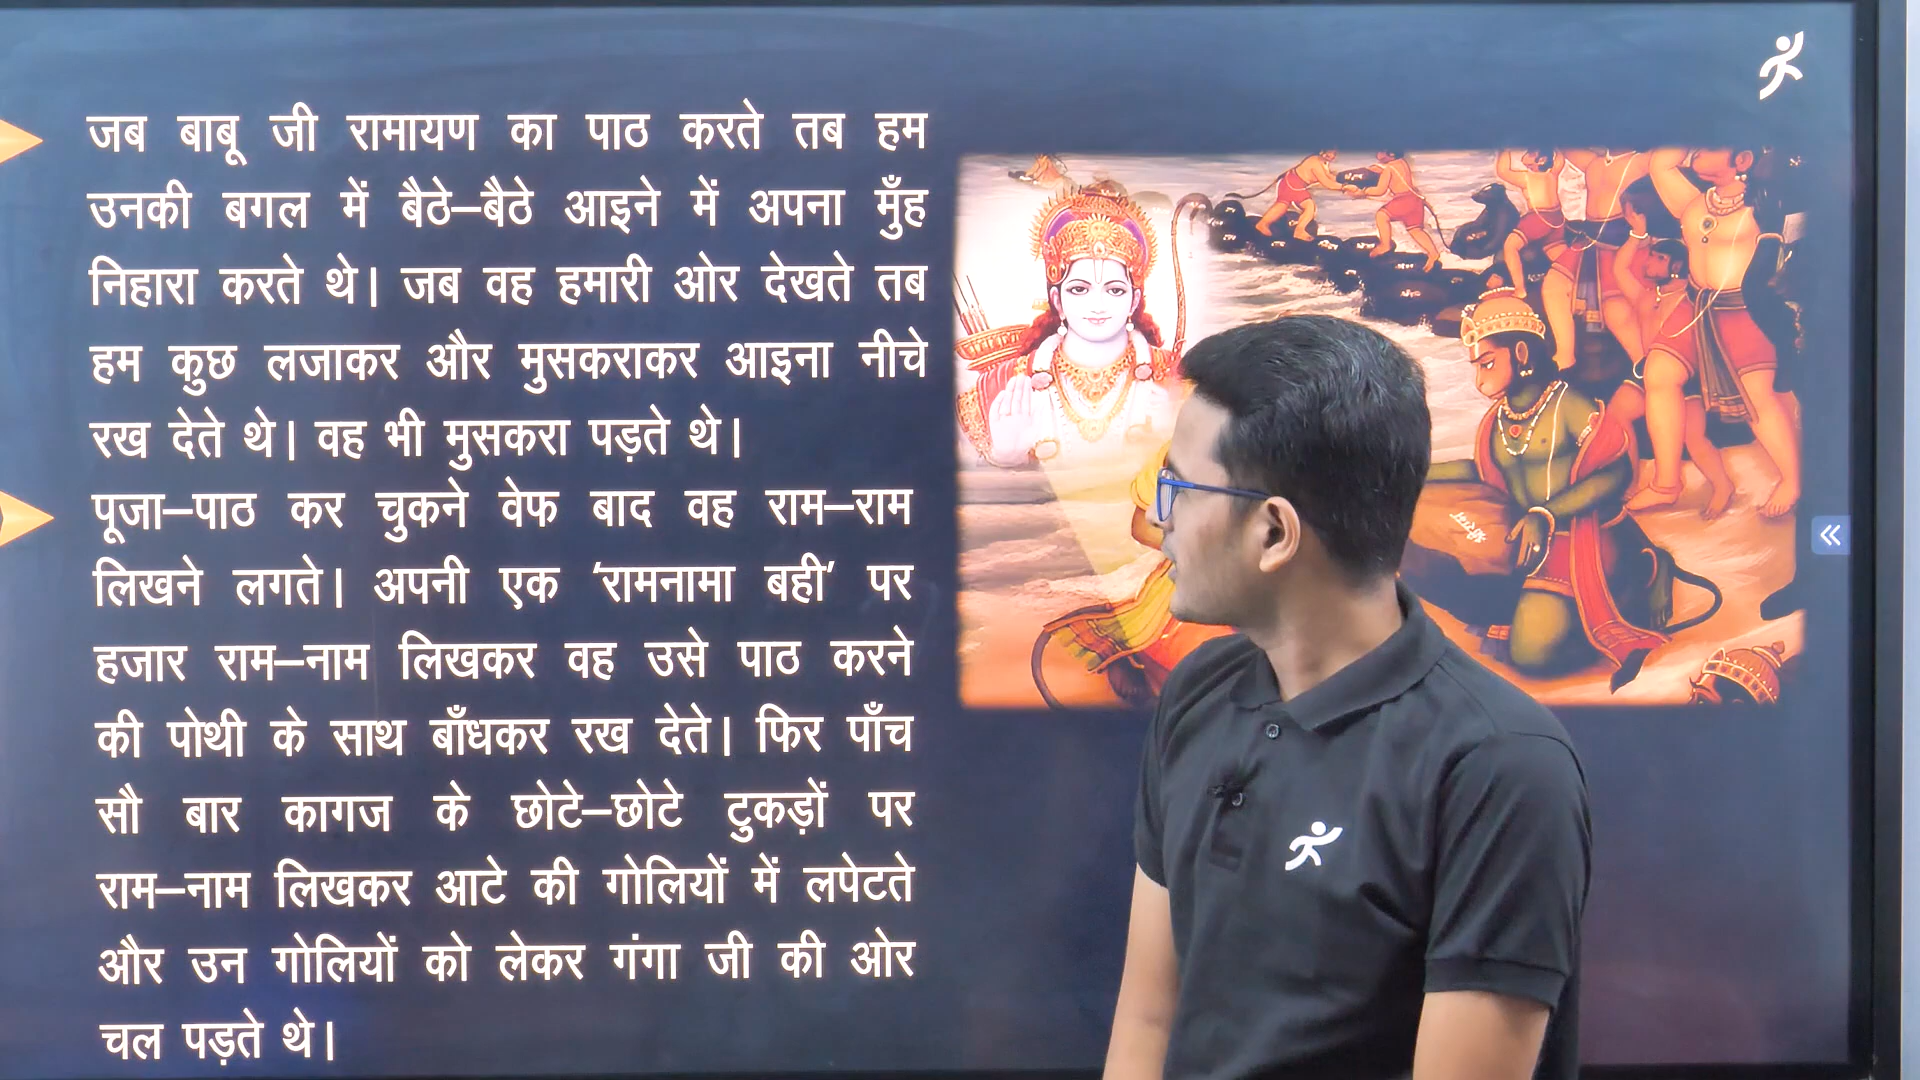 जब बाबू जी रामायण का पाठ करते तब हम
उनकी बगल में बैठे–बैठे आइने में अपना मुँह
निहारा करते थे। जब वह हमारी ओर देखते तब
हम कुछ लजाकर और मुसकराकर आइना नीचे
रख देते थे। वह भी मुसकरा पड़ते थे।
पूजा–पाठ कर चुकने वेफ बाद वह राम–राम
लिखने लगते। अपनी एक ‘रामनामा बही’ पर
हजार राम–नाम लिखकर वह उसे पाठ करने
की पोथी के साथ बाँधकर रख देते। फिर पाँच
सौ बार कागज के छोटे–छोटे टुकड़ों पर
राम–नाम लिखकर आटे की गोलियों में लपेटते
और उन गोलियों को लेकर गंगा जी की ओर
चल पड़ते थे।